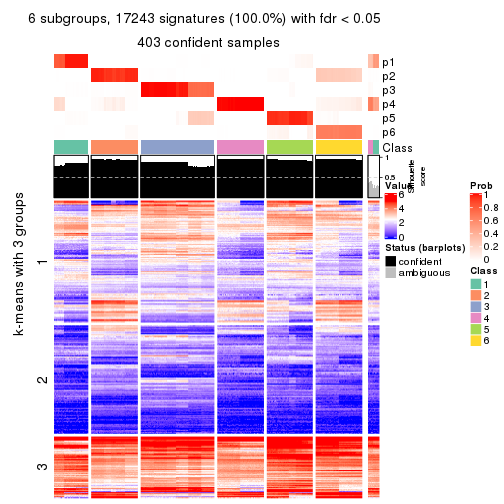 6 subgroups, 17243 signatures (100.0%) with fdr < 0.05
403 confident samples
p1
p2
p3
p4
p5
p6
Class
1
0.5
0
Silhouette
score
k-means with 3 groups
1
2
3
Value
6
4
2
0
Status (barplots)
confident
ambiguous
Prob
1
0.8
0.6
0.4
0.2
0
Class
1
2
3
4
5
6